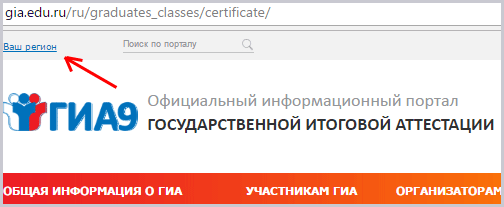 gia.edu.ru/ru/graduates_classes/certificate/
Ваш регион
Поиск по порталу
ГИА9
Официальный информационный портал
ГОСУДАРСТВЕННОЙ ИТОГОВОЙ АТТЕСТАЦИИ
ОБЩАЯ ИНФОРМАЦИЯ О ГИА УЧАСТНИКАМ ГИА ОРГАНИЗАТОРАМ